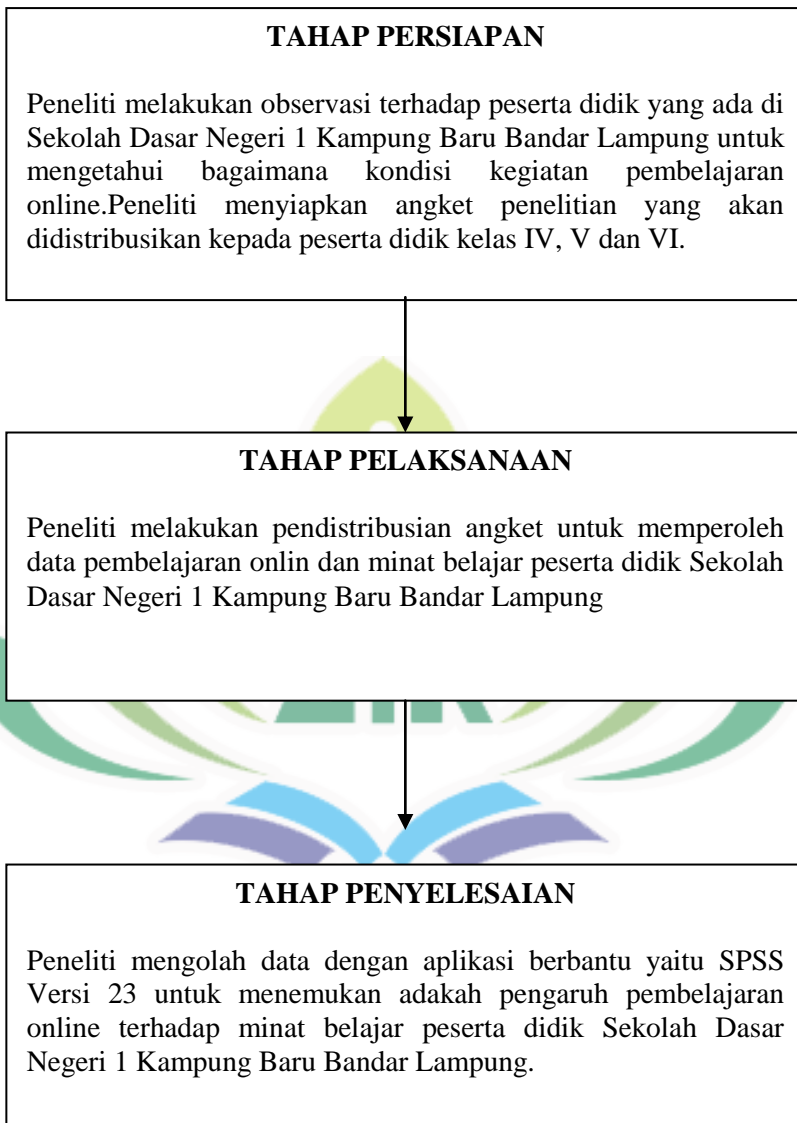 TAHAP PERSIAPAN
Peneliti melakukan observasi terhadap peserta didik yang ada di
Sekolah Dasar Negeri 1 Kampung Baru Bandar Lampung untuk
mengetahui bagaimana kondisi kegiatan pembelajaran
online.Peneliti menyiapkan angket penelitian yang akan
didistribusikan kepada peserta didik kelas IV, V dan VI.
TAHAP PELAKSANAAN
Peneliti melakukan pendistribusian angket untuk memperoleh
data pembelajaran onlin dan minat belajar peserta didik Sekolah
Dasar Negeri 1 Kampung Baru Bandar Lampung
TAHAP PENYELESAIAN
Peneliti mengolah data dengan aplikasi berbantu yaitu SPSS
Versi 23 untuk menemukan adakah pengaruh pembelajaran
online terhadap minat belajar peserta didik Sekolah Dasar
Negeri 1 Kampung Baru Bandar Lampung.